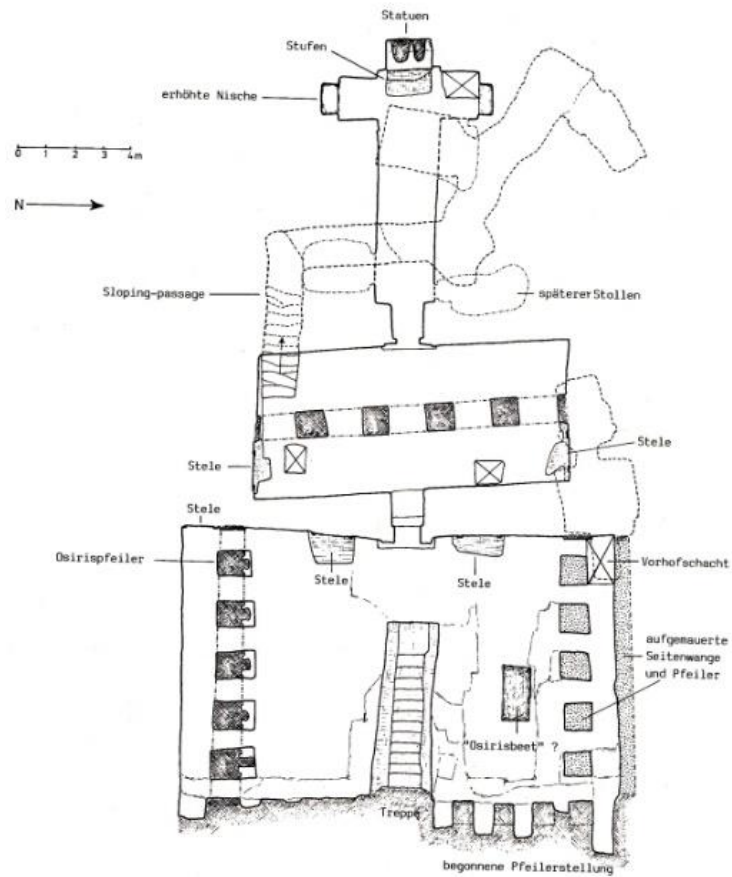 Statuen
Stufen
erhöhte Nische
0 1 2 3 4m
N
Sloping-passage
späterer Stollen
Stele
Stele
Stele
Osirispfeiler
Stele
Stele
Vorhofschacht
aufgemauerte
Seitenwange
und Pfeiler
"Osirisbeet" ?
Treppe
begonnene Pfeilerstellung